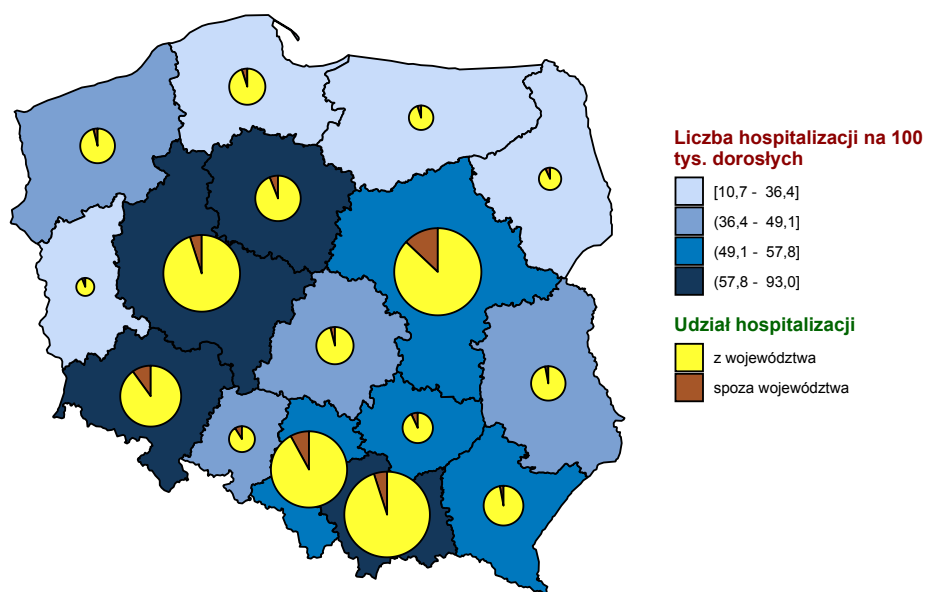 Liczba hospitalizacji na 100
tys. dorosłych
[10,7 - 36,4]
(36,4 - 49,1]
(49,1 - 57,8]
(57,8 - 93,0]
Udział hospitalizacji
z województwa
spoza województwa